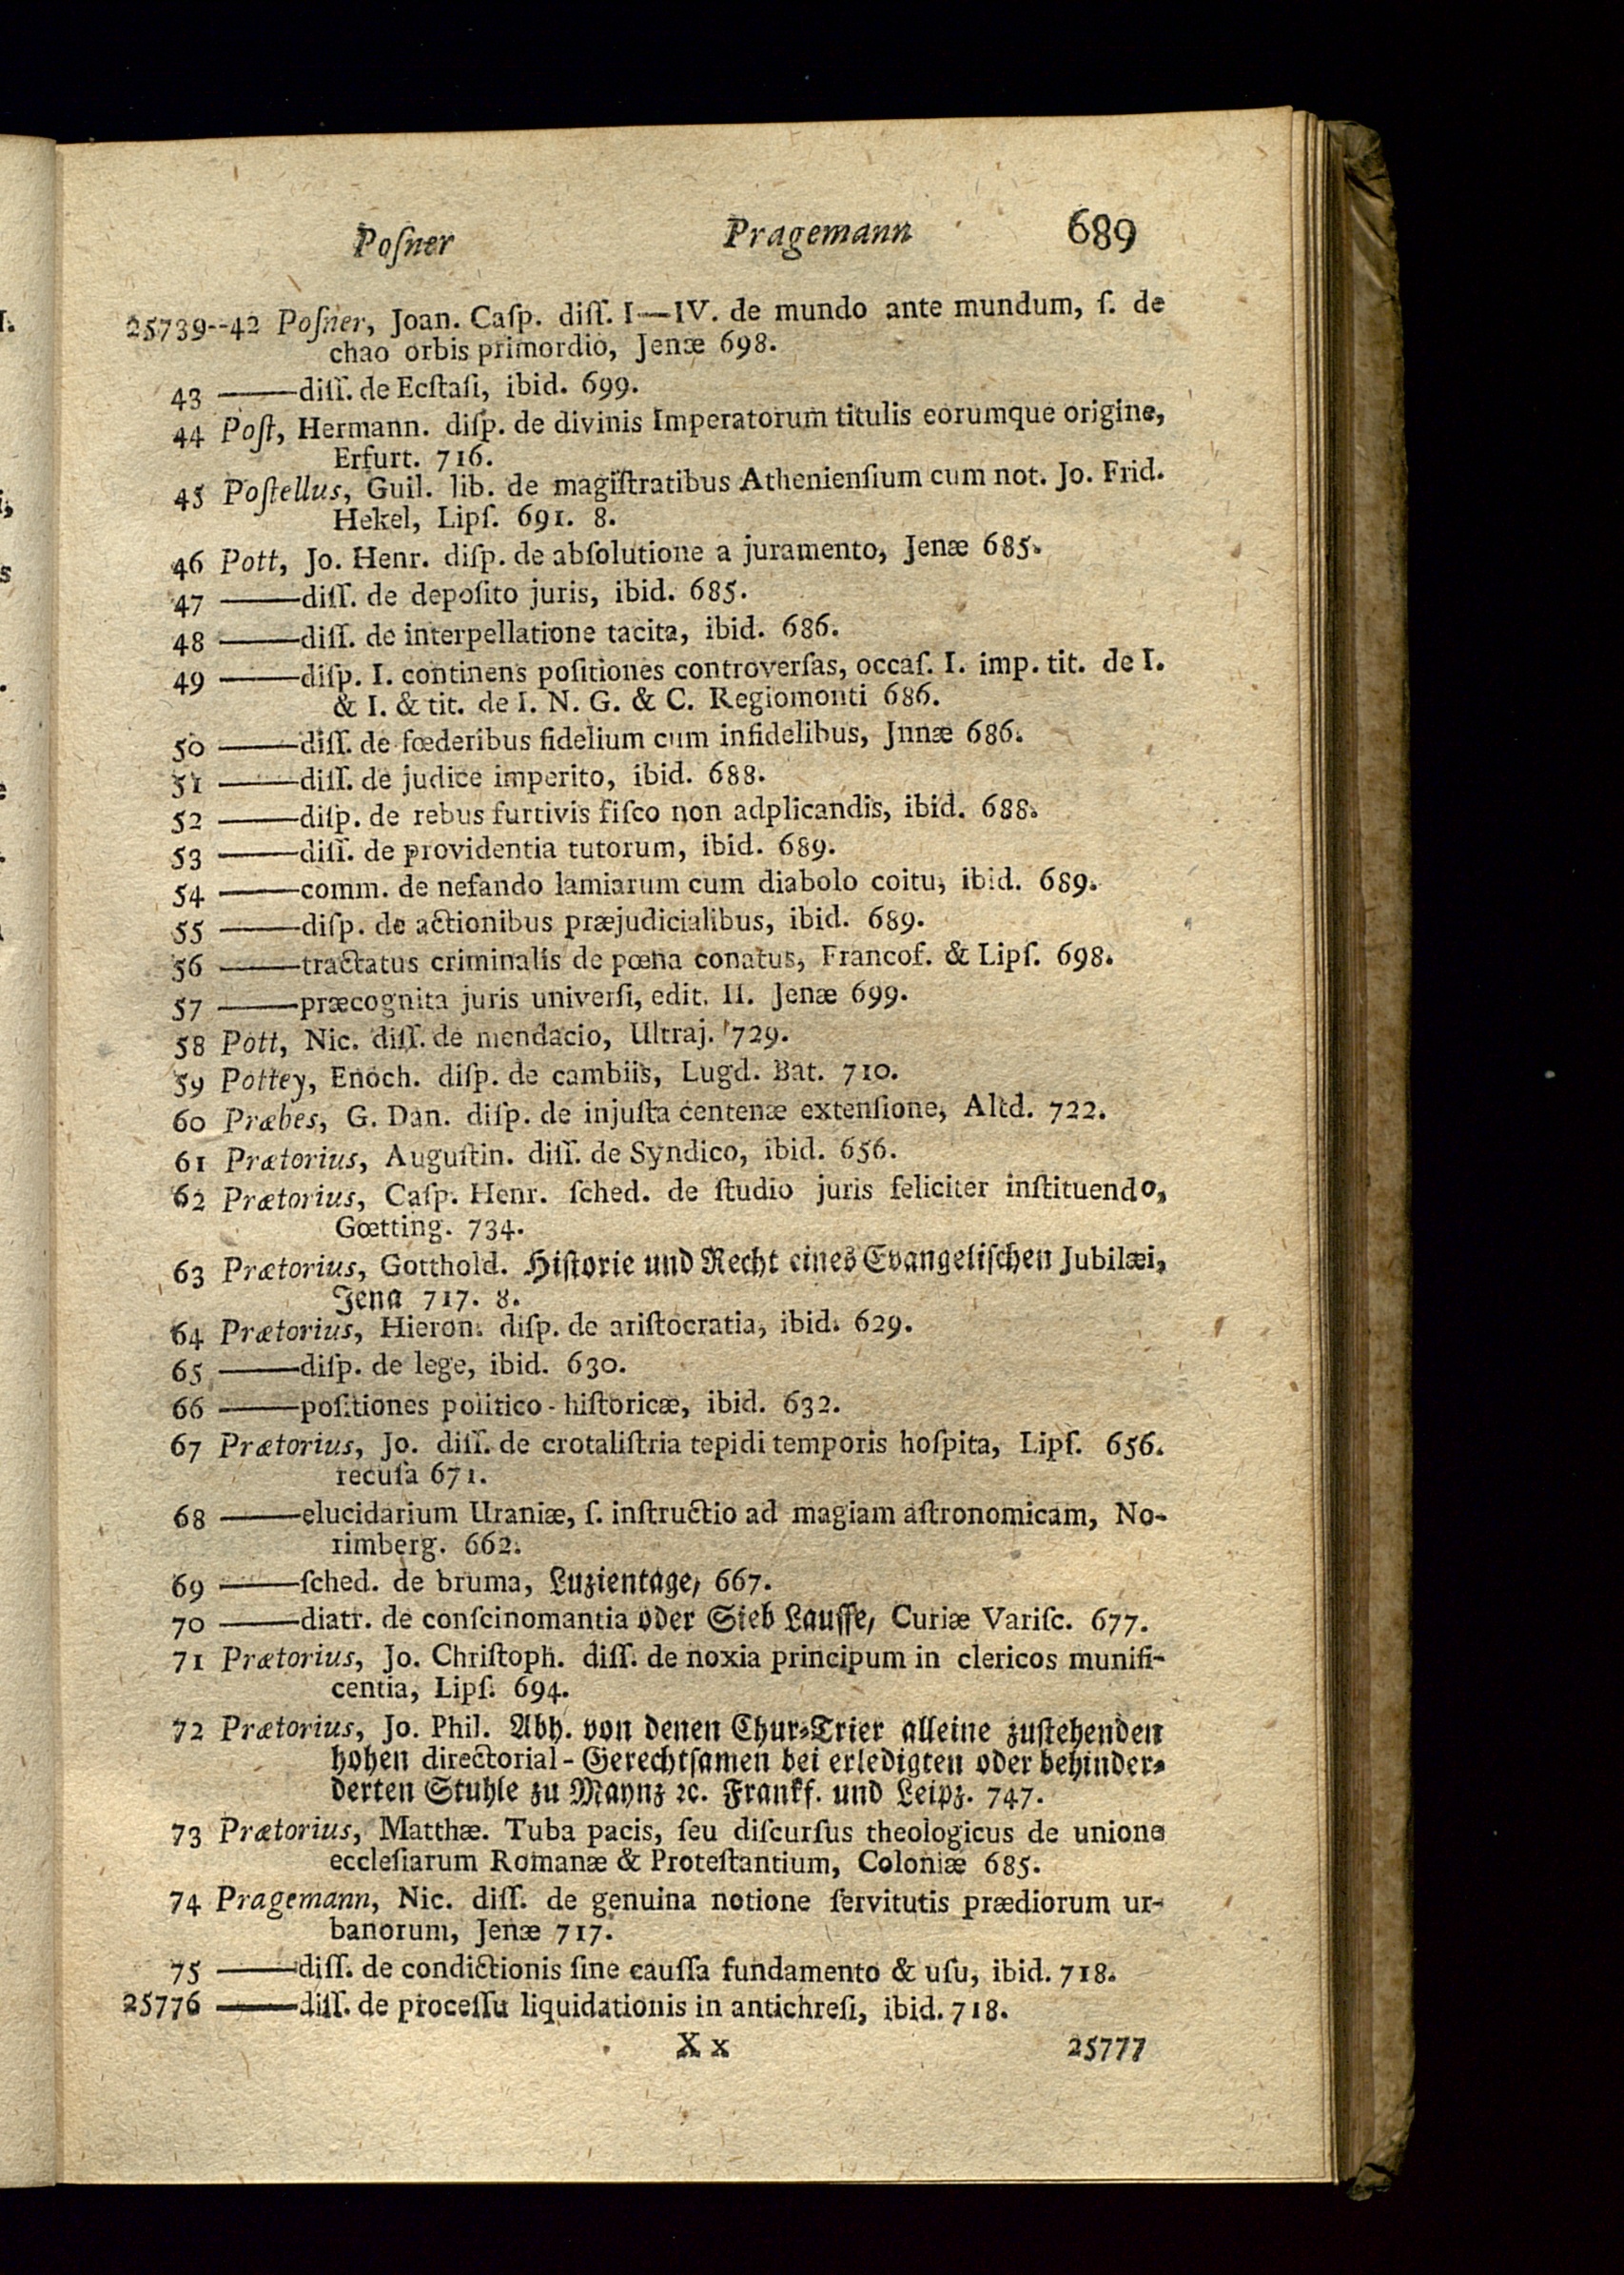 Poſner Pragemann 689
25739--42 Poſner, Joan. Caſp. diſſ. I—IV. de mundo ante mundum, ſ. de
chao orbis primordio, Jenæ 698.
43 ——diſſ. de Ecſtaſi, ibid. 699.
44 Poſt, Hermann. diſp. de divinis Imperatorum titulis eorumque origine,
Erfurt. 716.
45 Poſtellus, Guil. lib. de magiſtratibus Athenienſium cum not. Jo. Frid.
Hekel, Lipſ. 691. 8.
46 Pott, Jo. Henr. diſp. de abſolutione a juramento, Jenæ 685.
47 ——diſſ. de depoſito juris, ibid. 685.
48 ——diſſ. de interpellatione tacita, ibid. 686.
49 ——diſp. I. continens poſitiones controverſas, occaſ. I. imp. tit. de I.
& I. & tit. de I. N. G. & C. Regiomonti 686.
50 ——diſſ. de fœderibus fidelium cum infidelibus, Jnnæ 686.
51 ——diſſ. de judice imperito, ibid. 688.
52 ——diſp. de rebus furtivis fiſco non adplicandis, ibid. 688.
53 ——diſſ. de providentia tutorum, ibid. 689.
54 ——comm. de nefando lamiarum cum diabolo coitu, ibid. 689.
55 ——diſp. de actionibus præjudicialibus, ibid. 689.
56 ——tractatus criminalis de pœna conatus, Francof. & Lipſ. 698.
57 ——præcognita juris univerſi, edit. II. Jenæ 699.
58 Pott, Nic. diſſ. de mendacio, Ultraj. 729.
59 Pottey, Enoch. diſp. de cambiis, Lugd. Bat. 710.
60 Præbes, G. Dan. diſp. de injuſta centenæ extenſione, Altd. 722.
61 Prætorius, Auguſtin. diſſ. de Syndico, ibid. 656.
62 Prætorius, Caſp. Henr. ſched. de ſtudio juris feliciter inſtituendo,
Gœtting. 734.
63 Prætorius, Gotthold. Hiſtorie und Recht eines Evangeliſchen Jubilæi,
Jena 717. 8.
64 Prætorius, Hieron. diſp. de ariſtocratia, ibid. 629.
65 ——diſp. de lege, ibid. 630.
66 ——poſitiones politico-hiſtoricæ, ibid. 632.
67 Prætorius, Jo. diſſ. de crotaliſtria tepidi temporis hoſpita, Lipſ. 656.
recuſa 671.
68 ——elucidarium Uraniæ, ſ. inſtructio ad magiam aſtronomicam, No-
rimberg. 662.
69 ——ſched. de bruma, Luzientage, 667.
70 ——diatr. de conſcinomantia oder Sieb Lauffe, Curiæ Variſc. 677.
71 Prætorius, Jo. Chriſtoph. diſſ. de noxia principum in clericos munifi-
centia, Lipſ. 694.
72 Prætorius, Jo. Phil. Abh. von denen Chur-Trier alleine zuſtehenden
hohen directorial-Gerechtſamen bei erledigten oder behinder-
derten Stuhle zu Maynz ꝛc. Frankf. und Leipz. 747.
73 Prætorius, Matthæ. Tuba pacis, ſeu diſcurſus theologicus de unione
eccleſiarum Romanæ & Proteſtantium, Coloniæ 685.
74 Pragemann, Nic. diſſ. de genuina notione ſervitutis prædiorum ur-
banorum, Jenæ 717.
75 ——diſſ. de condictionis ſine cauſſa fundamento & uſu, ibid. 718.
25776 ——diſſ. de proceſſu liquidationis in antichreſi, ibid. 718.
X x 25777